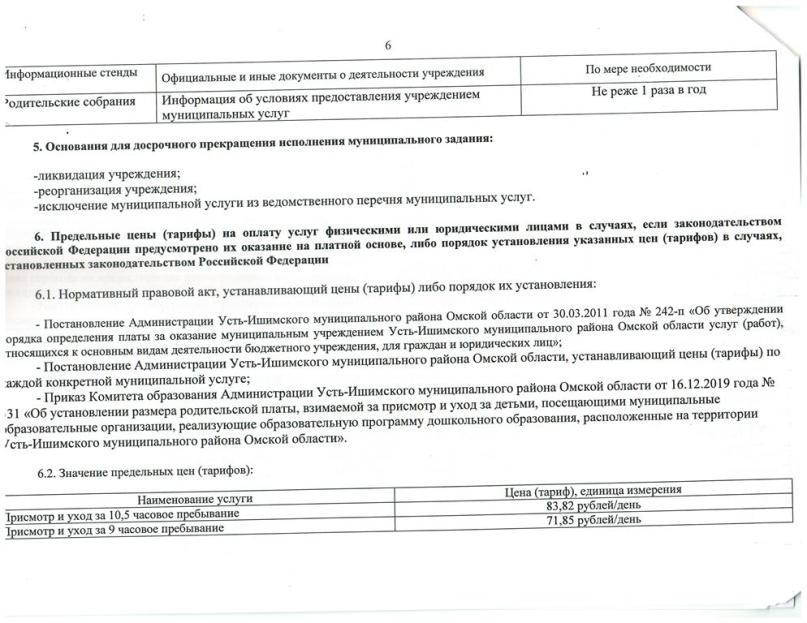 6
Информационные стенды
Официальные и иные документы о деятельности учреждения
По мере необходимости
Родительские собрания
Информация об условиях предоставления учреждением
муниципальных услуг
Не реже 1 раза в год
5. Основания для досрочного прекращения исполнения муниципального задания:
-ликвидация учреждения;
-реорганизация учреждения;
-исключение муниципальной услуги из ведомственного перечня муниципальных услуг.
6. Предельные цены (тарифы) на оплату услуг физическими или юридическими лицами в случаях, если законодательством
оссийской Федерации предусмотрено их оказание на платной основе, либо порядок установления указанных цен (тарифов) в случаях,
становленных законодательством Российской Федерации
6.1. Нормативный правовой акт, устанавливающий цены (тарифы) либо порядок их установления:
- Постановление Администрации Усть-Ишимского муниципального района Омской области от 30.03.2011 года № 242-п «Об утверждении
орядка определения платы за оказание муниципальным учреждением Усть-Ишимского муниципального района Омской области услуг (работ),
тносящихся к основным видам деятельности бюджетного учреждения, для граждан и юридических лиц»;
- Постановление Администрации Усть-Ишимского муниципального района Омской области, устанавливающий цены (тарифы) по
каждой конкретной муниципальной услуге;
- Приказ Комитета образования Администрации Усть-Ишимского муниципального района Омской области от 16.12.2019 года №
31 «Об установлении размера родительской платы, взимаемой за присмотр и уход за детьми, посещающими муниципальные
образовательные организации, реализующие образовательную программу дошкольного образования, расположенные на территории
Усть-Ишимского муниципального района Омской области».
6.2. Значение предельных цен (тарифов):
Наименование услуги
Цена (тариф), единица измерения
Присмотр и уход за 10,5 часовое пребывание
83,82 рублей/день
Присмотр и уход за 9 часовое пребывание
71,85 рублей/день